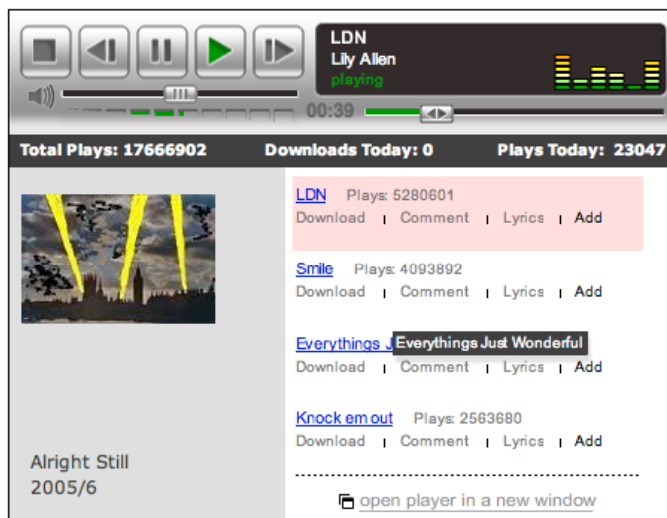 LDN
Lily Allen
playing
00:39
Total Plays: 17666902 Downloads Today: 0 Plays Today: 23047
LDN Plays: 5280601
Download Comment Lyrics Add
Smile Plays: 4093892
Download Comment Lyrics Add
Everythings J Everythings Just Wonderful
Download Comment Lyrics Add
Knock em out Plays: 2563680
Download Comment Lyrics Add
Alright Still
2005/6
open player in a new window